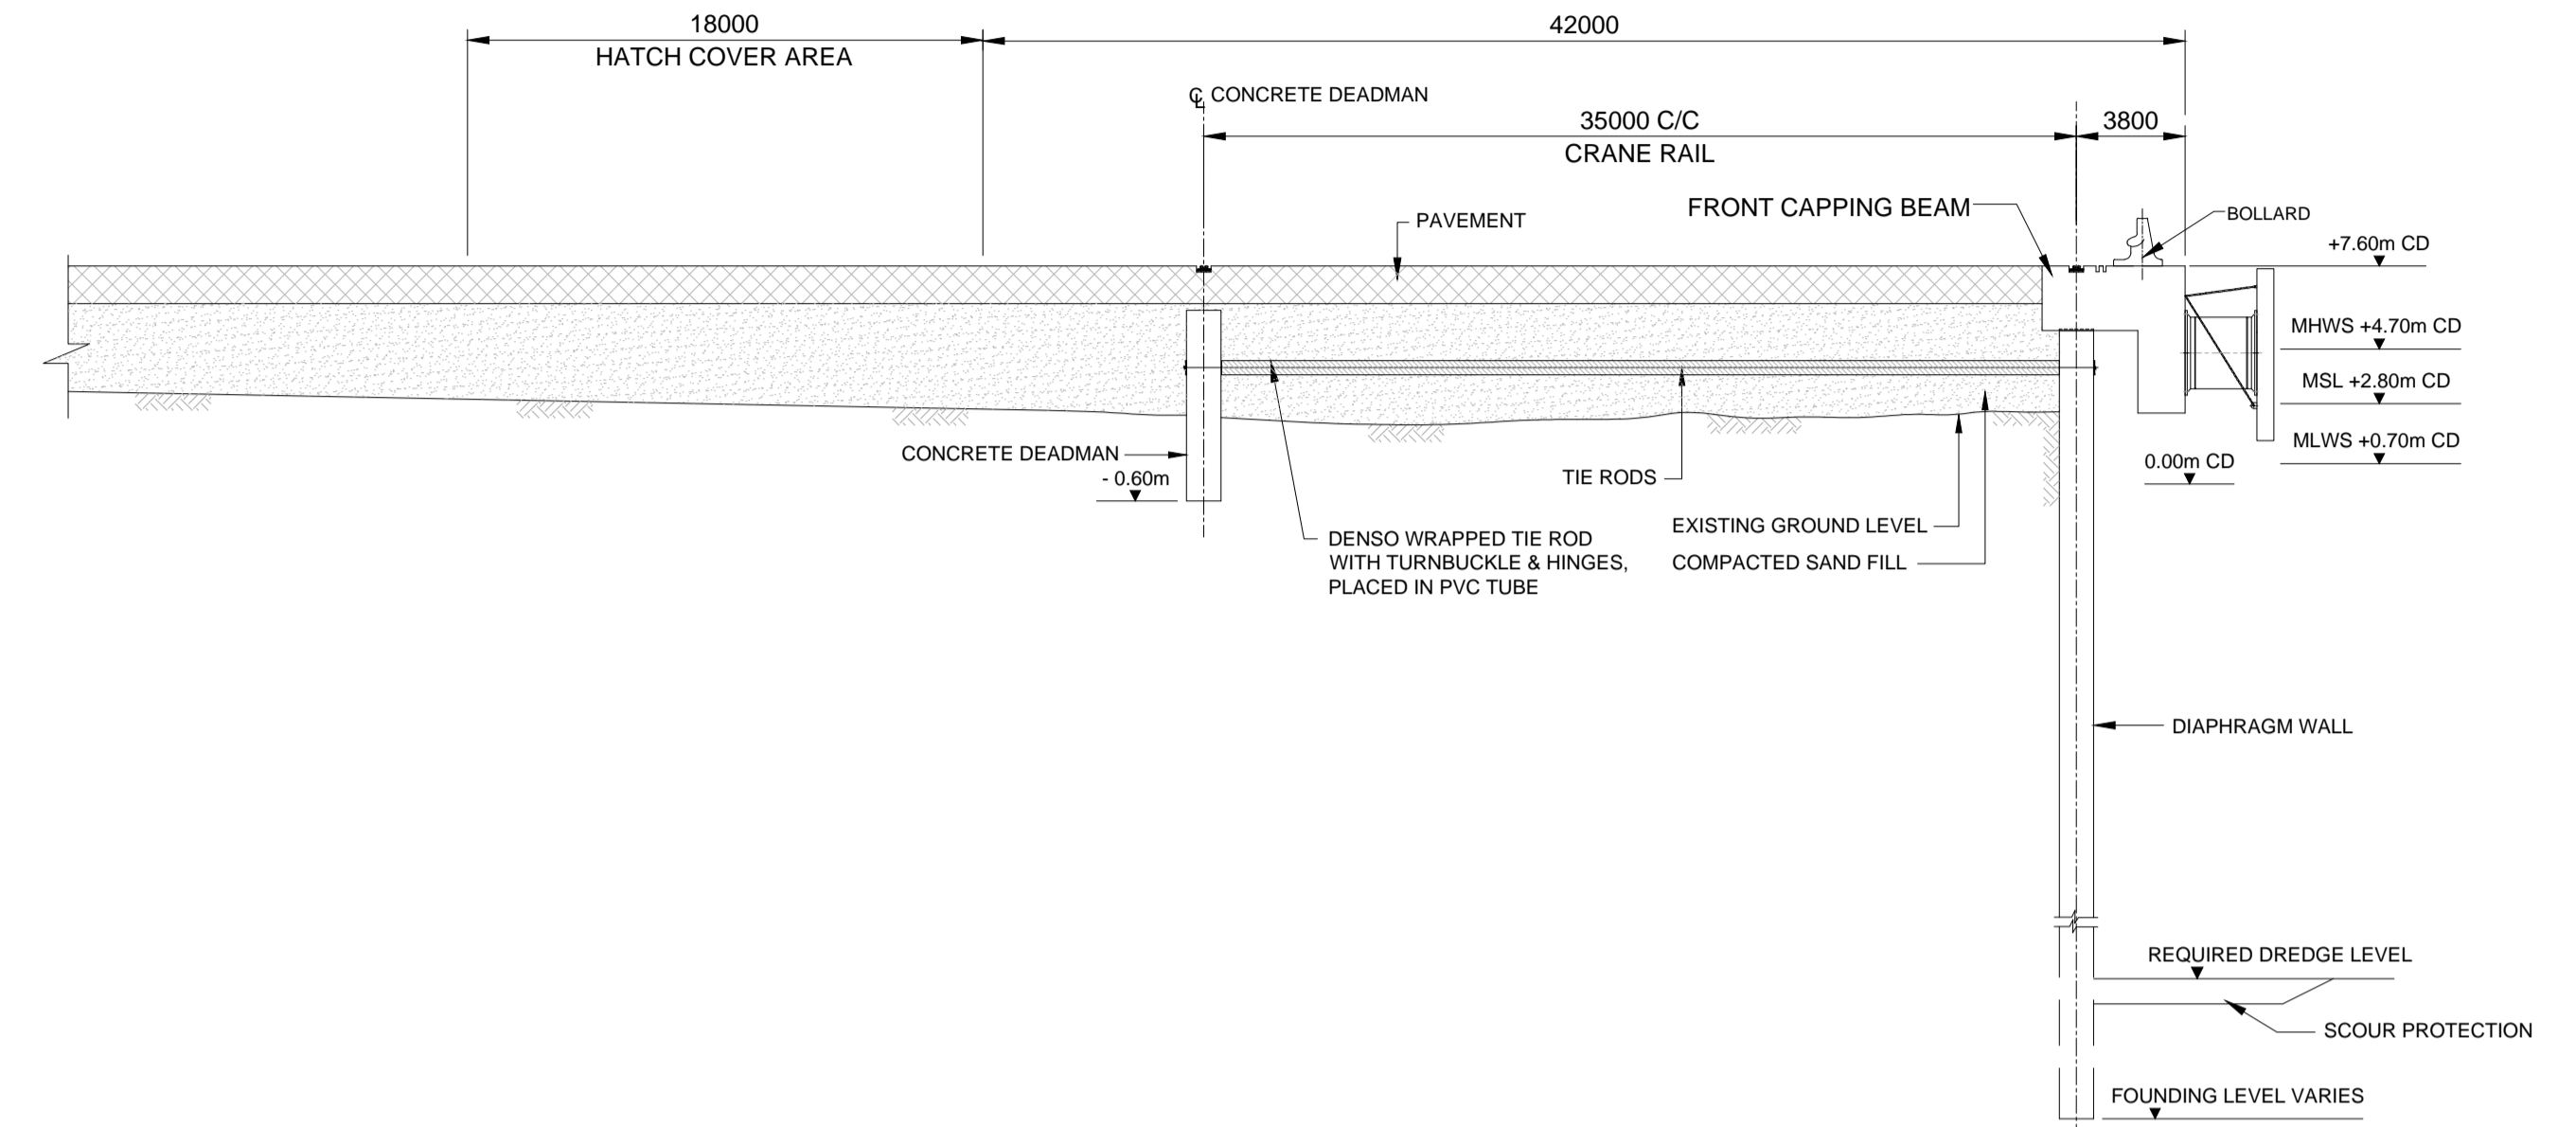 18000
HATCH COVER AREA
42000
℄ CONCRETE DEADMAN
35000 C/C
CRANE RAIL
3800
FRONT CAPPING BEAM
PAVEMENT
BOLLARD
+7.60m CD
MHWS +4.70m CD
MSL +2.80m CD
MLWS +0.70m CD
0.00m CD
CONCRETE DEADMAN
- 0.60m
TIE RODS
DENSO WRAPPED TIE ROD
WITH TURNBUCKLE & HINGES,
PLACED IN PVC TUBE
EXISTING GROUND LEVEL
COMPACTED SAND FILL
DIAPHRAGM WALL
REQUIRED DREDGE LEVEL
SCOUR PROTECTION
FOUNDING LEVEL VARIES